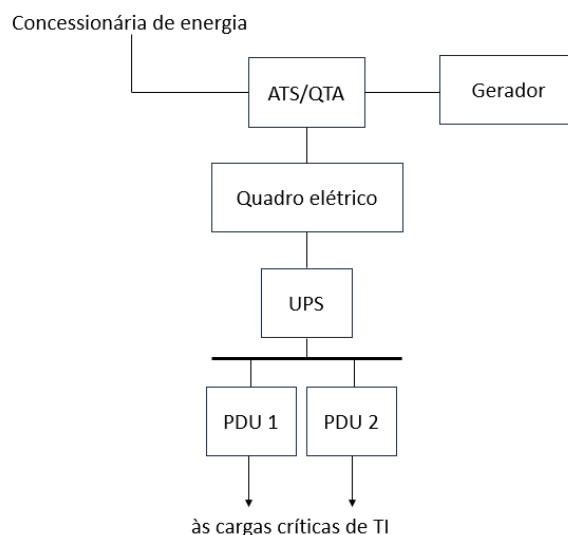 Concessionária de energia
ATS/QTA
Gerador
Quadro elétrico
UPS
PDU 1
PDU 2
às cargas críticas de TI